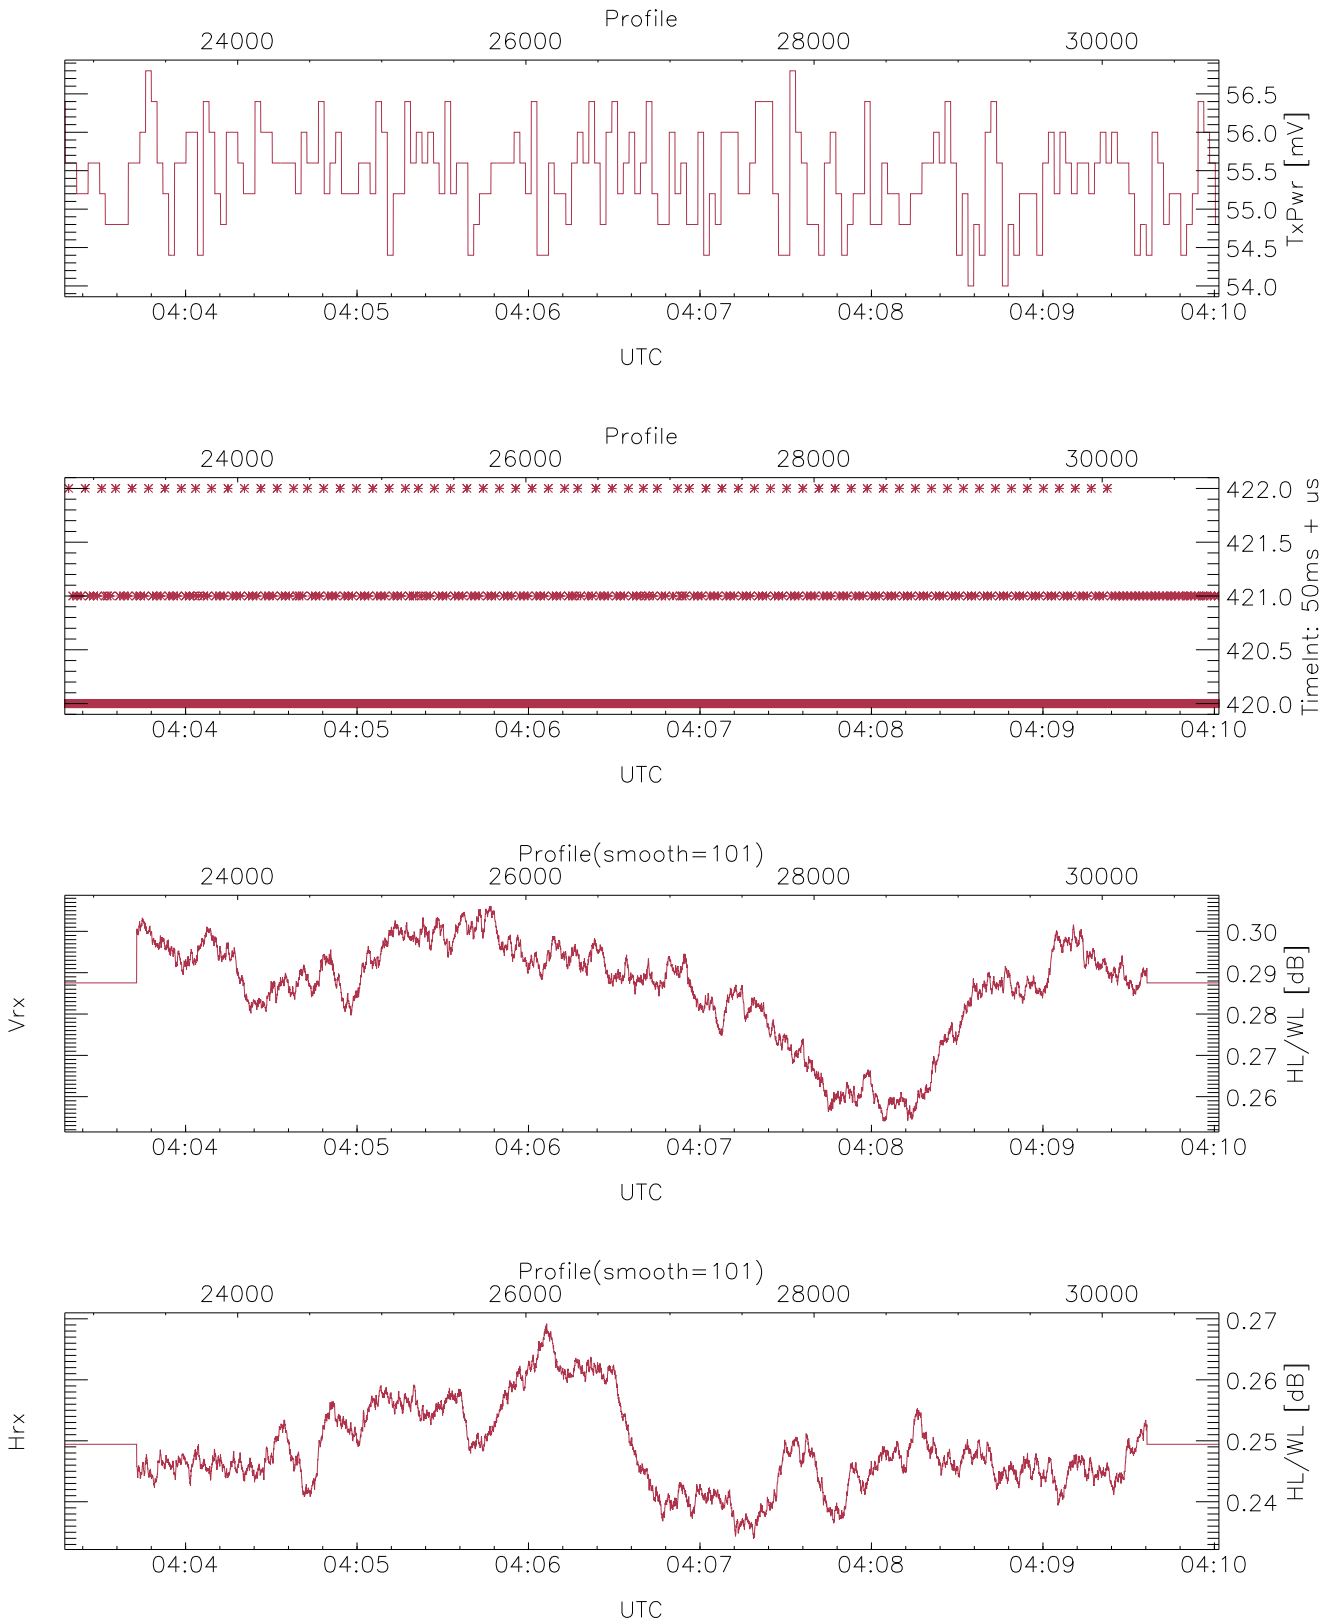 Profile
24000 26000 28000 30000
56.5
56.0
55.5
55.0
54.5
54.0
TxPwr [mV]
04:04 04:05 04:06 04:07 04:08 04:09 04:10
UTC
Profile
24000 26000 28000 30000
422.0
421.5
421.0
420.5
420.0
TimeInt: 50ms + us
04:04 04:05 04:06 04:07 04:08 04:09 04:10
UTC
Profile(smooth=101)
24000 26000 28000 30000
Vrx
0.30
0.29
0.28
0.27
0.26
HL/WL [dB]
04:04 04:05 04:06 04:07 04:08 04:09 04:10
UTC
Profile(smooth=101)
24000 26000 28000 30000
Hrx
0.27
0.26
0.25
0.24
HL/WL [dB]
04:04 04:05 04:06 04:07 04:08 04:09 04:10
UTC